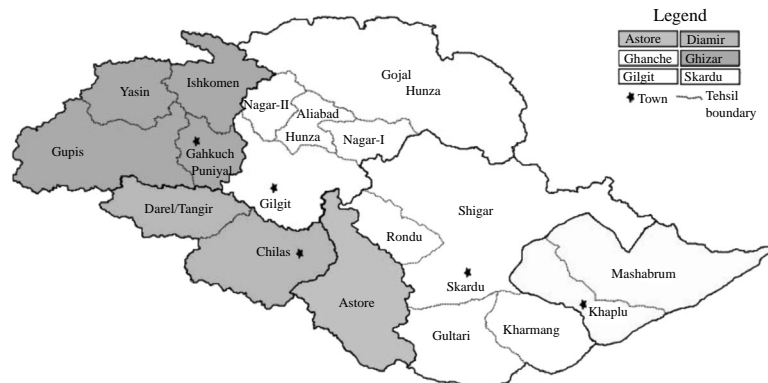 Legend
Astore
Diamir
Ghanche
Ghizar
Gilgit
Skardu
Town
Tehsil
boundary
Gojal
Hunza
Ishkomen
Yasin
Nagar-II
Aliabad
Hunza
Nagar-I
Gupis
Gahkuch
Puniyal
Gilgit
Darel/Tangir
Shigar
Rondu
Chilas
Mashabrum
Skardu
Astore
Khaplu
Gultari
Kharmang